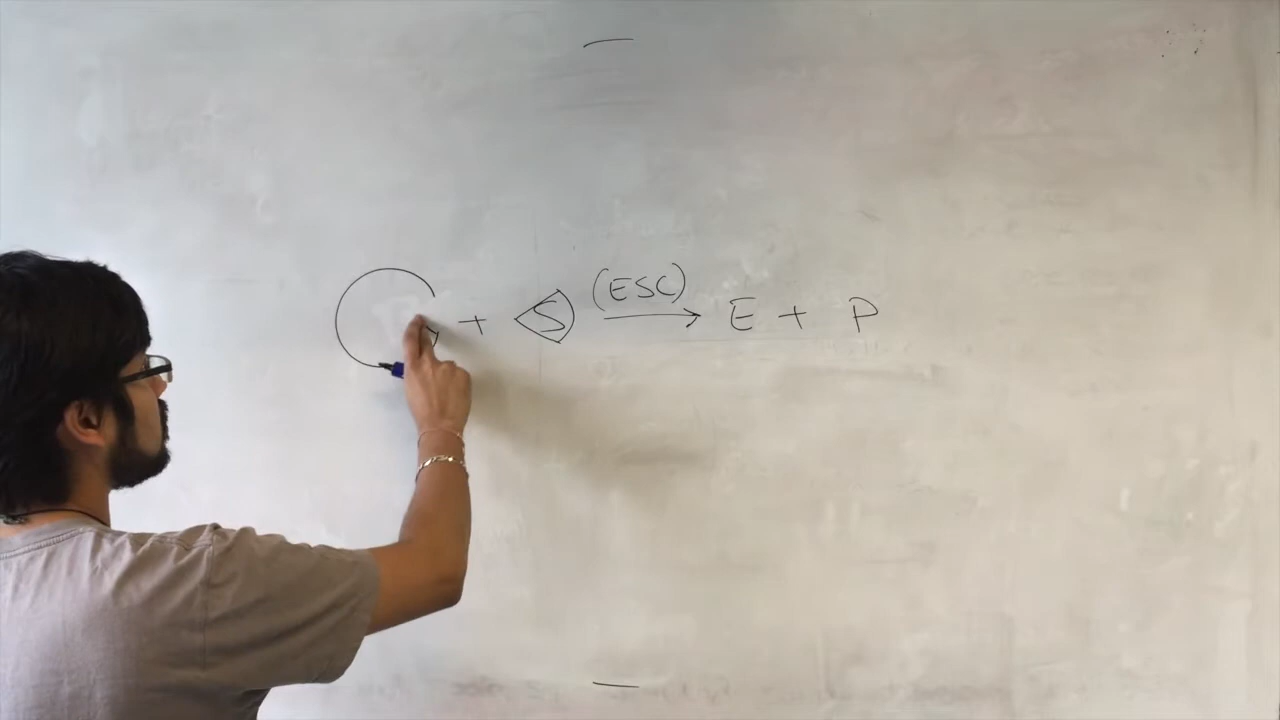 (ESC)
+ S → E + P